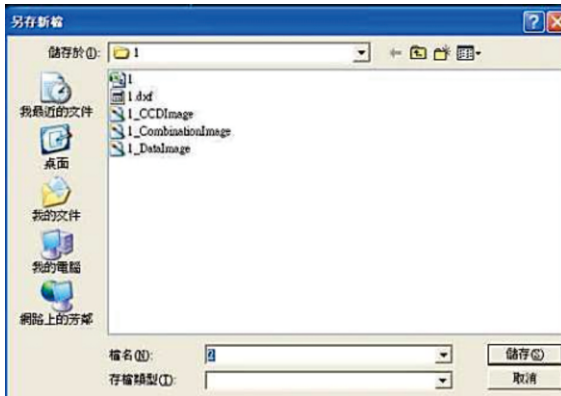 另存新檔
儲存於(I):
1
我最近的文件
桌面
我的文件
我的電腦
網路上的芳鄰
1
1.dxf
1_CCDImage
1_CombinationImage
1_DataImage
檔名(N):
2
儲存(S)
存檔類型(T):
取消